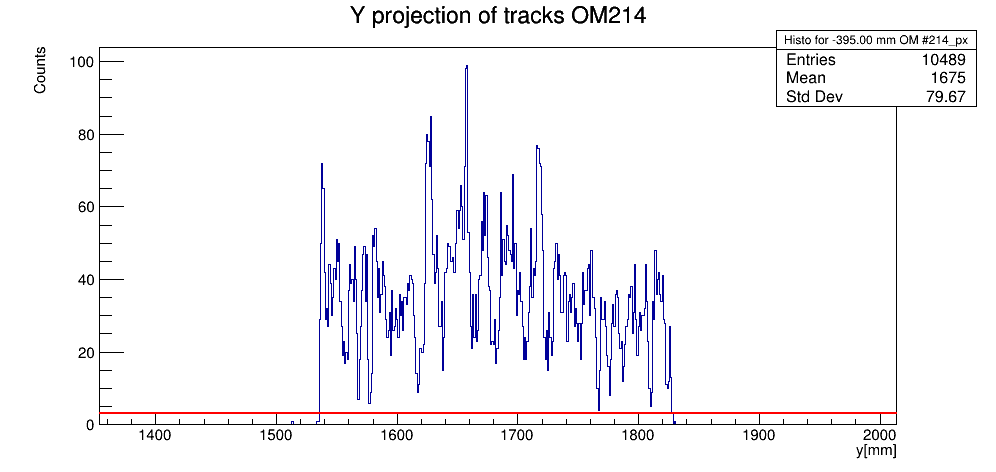 Y projection of tracks OM214
Histo for -395.00 mm OM #214_px
Entries 10489
Mean 1675
Std Dev 79.67
Counts
100
80
60
40
20
0
1400 1500 1600 1700 1800 1900 2000
y[mm]